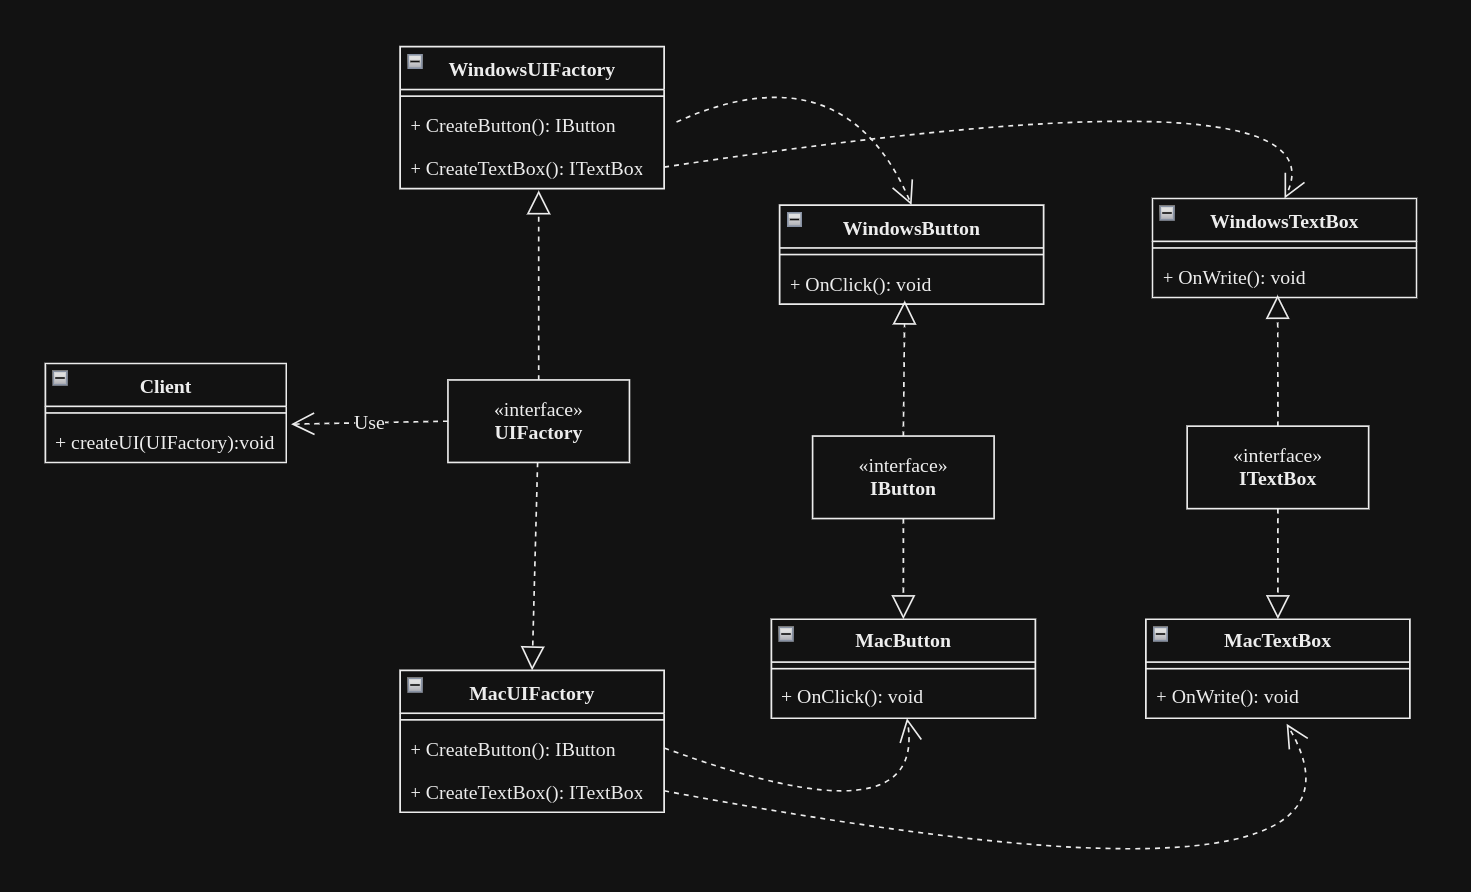 WindowsUIFactory
+ CreateButton(): IButton
+ CreateTextBox(): ITextBox
WindowsButton
+ OnClick(): void
WindowsTextBox
+ OnWrite(): void
Client
+ createUI(UIFactory):void
Use
«interface»
UIFactory
«interface»
IButton
«interface»
ITextBox
MacUIFactory
+ CreateButton(): IButton
+ CreateTextBox(): ITextBox
MacButton
+ OnClick(): void
MacTextBox
+ OnWrite(): void